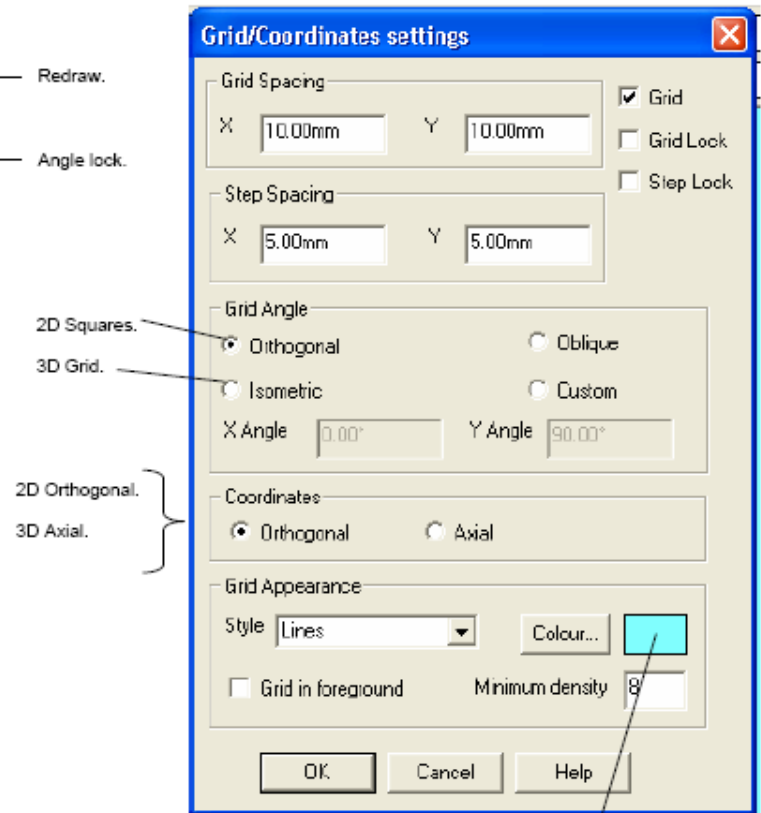 Grid/Coordinates settings
Redraw.
Angle lock.
Grid Spacing
X 10.00mm Y 10.00mm
Grid
Grid Lock
Step Lock
Step Spacing
X 5.00mm Y 5.00mm
2D Squares.
3D Grid.
Grid Angle
Orthogonal Oblique
Isometric Custom
X Angle 0.00° Y Angle 90.00°
2D Orthogonal.
3D Axial.
Coordinates
Orthogonal Axial
Grid Appearance
Style Lines Colour...
Grid in foreground Minimum density 8
OK Cancel Help